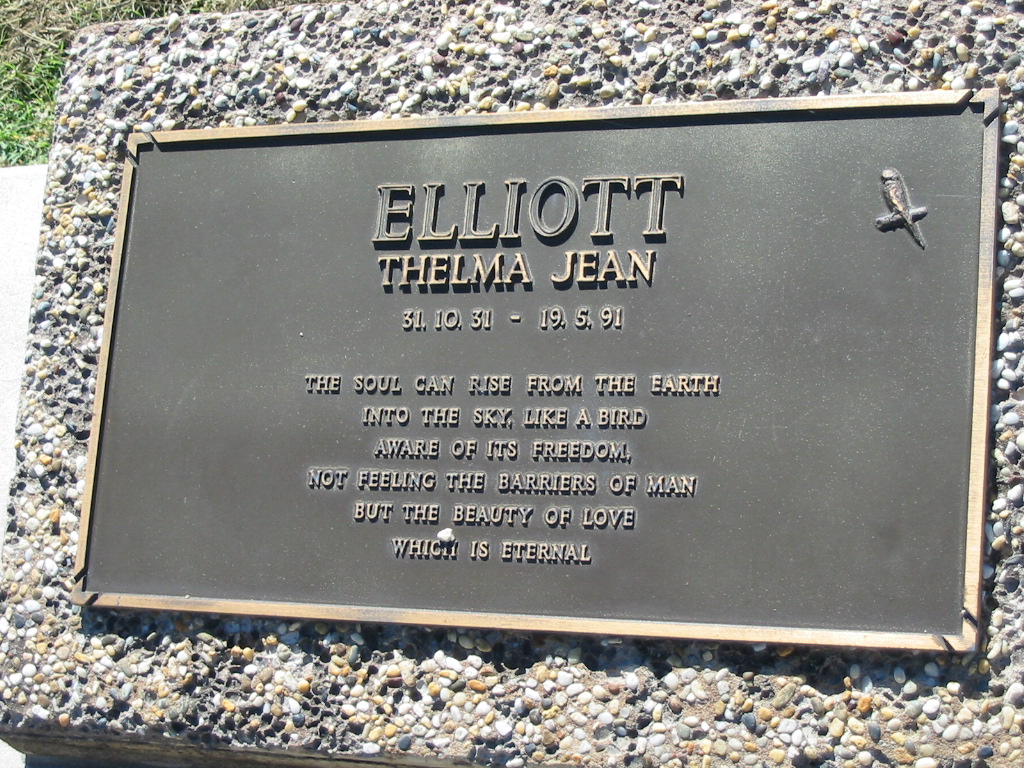 ELLIOTT
THELMA JEAN
31. 10. 31 - 19. 5. 91
THE SOUL CAN RISE FROM THE EARTH
INTO THE SKY, LIKE A BIRD
AWARE OF ITS FREEDOM,
NOT FEELING THE BARRIERS OF MAN
BUT THE BEAUTY OF LOVE
WHICH IS ETERNAL